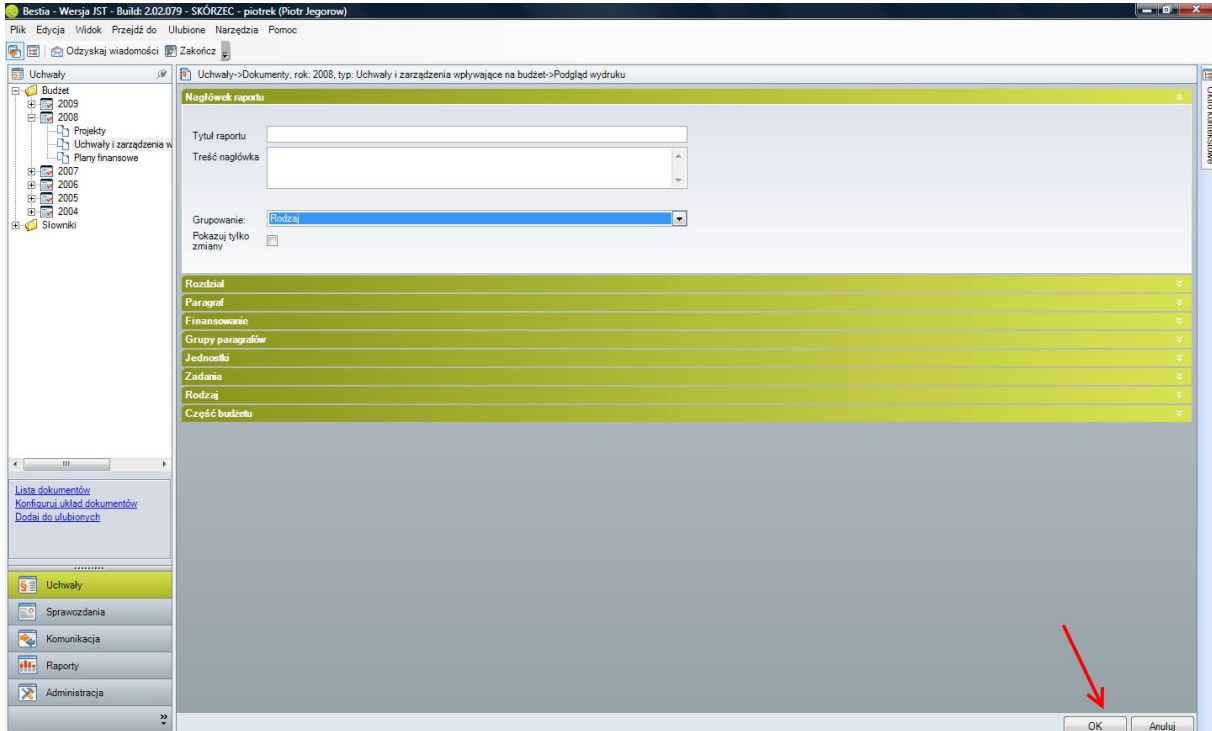 Bestia - Wersja JST - Build: 2.02.079 - SKÓRZEC - piotrek (Piotr Jegorow)
Plik Edycja Widok Przejdź do Ulubione Narzędzia Pomoc
Odzyskaj wiadomości Zakończ
Uchwały
Uchwały->Dokumenty, rok: 2008, typ: Uchwały i zarządzenia wpływające na budżet->Podgląd wydruku
Budżet
2009
2008
Projekty
Uchwały i zarządzenia w
Plany finansowe
2007
2006
2005
2004
Słowniki
Nagłówek raportu
Tytuł raportu
Treść nagłówka
Grupowanie: Rodzaj
Pokazuj tylko
zmiany
Rozdział
Paragraf
Finansowanie
Grupy paragrafów
Jednostki
Zadania
Rodzaj
Część budżetu
Okno kontekstowe
Lista dokumentów
Konfiguruj układ dokumentów
Dodaj do ulubionych
Uchwały
Sprawozdania
Komunikacja
Raporty
Administracja
OK Anuluj